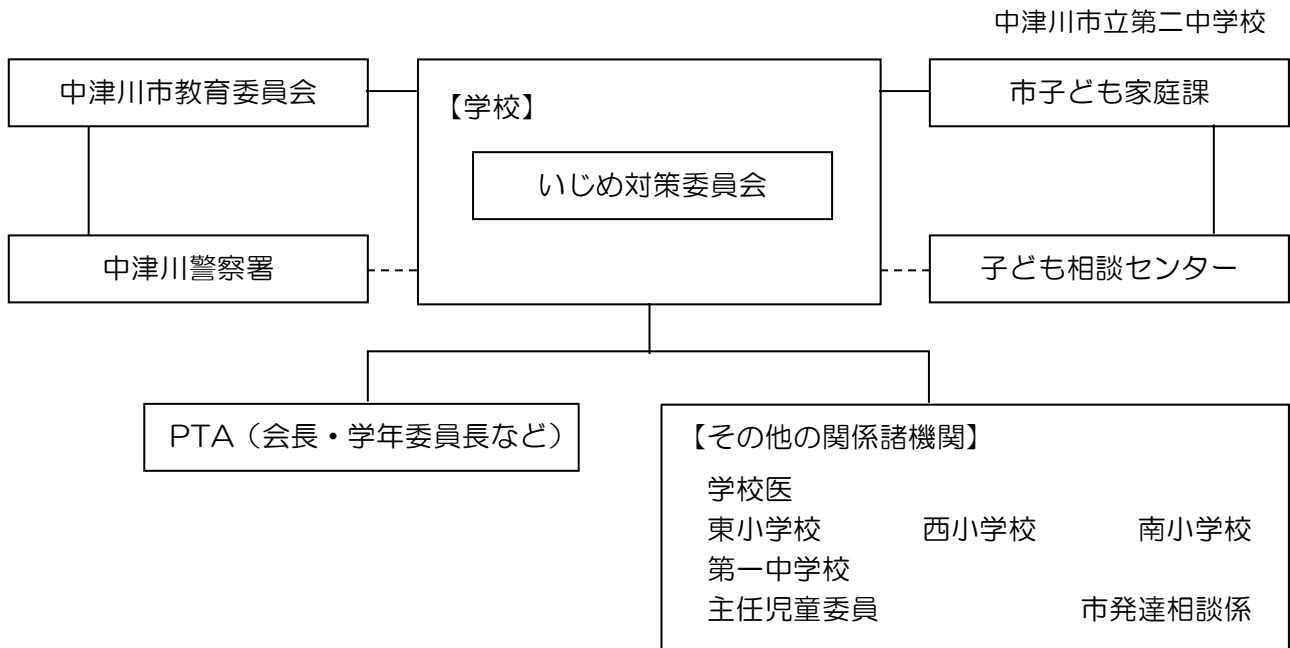 中津川市立第二中学校
中津川市教育委員会
【学校】
市子ども家庭課
いじめ対策委員会
中津川警察署
子ども相談センター
PTA（会長・学年委員長など）
【その他の関係諸機関】
学校医
東小学校 西小学校 南小学校
第一中学校
主任児童委員 市発達相談係